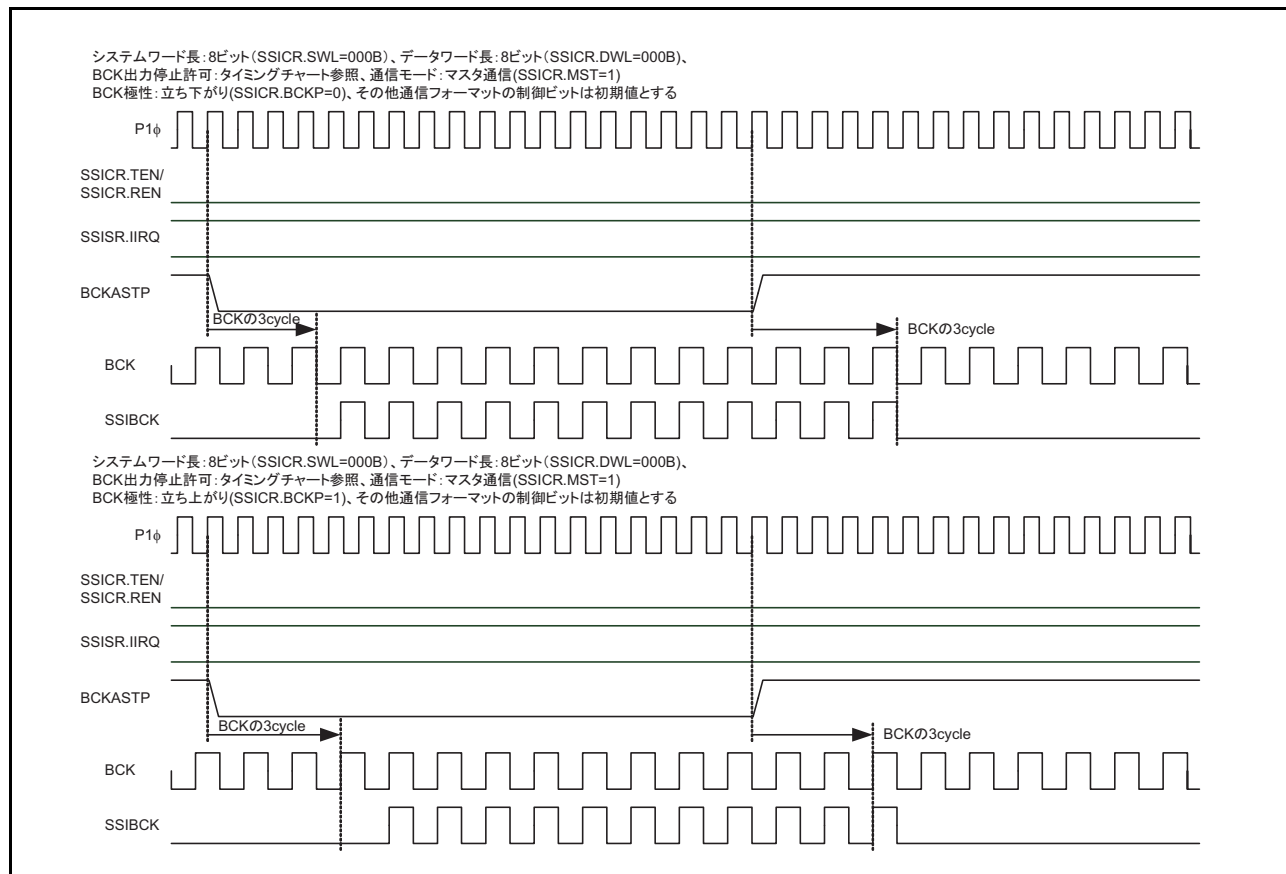 システムワード長：8ビット（SSICR.SWL=000B）、データワード長：8ビット（SSICR.DWL=000B)、
BCK出力停止許可：タイミングチャート参照、通信モード：マスタ通信(SSICR.MST=1)
BCK極性：立ち下がり(SSICR.BCKP=0)、その他通信フォーマットの制御ビットは初期値とする
P1ϕ
SSICR.TEN/
SSICR.REN
SSISR.IIRQ
BCKASTP
BCKの3cycle
BCKの3cycle
BCK
SSIBCK
システムワード長：8ビット（SSICR.SWL=000B）、データワード長：8ビット（SSICR.DWL=000B)、
BCK出力停止許可：タイミングチャート参照、通信モード：マスタ通信(SSICR.MST=1)
BCK極性：立ち上がり(SSICR.BCKP=1)、その他通信フォーマットの制御ビットは初期値とする
P1ϕ
SSICR.TEN/
SSICR.REN
SSISR.IIRQ
BCKASTP
BCKの3cycle
BCKの3cycle
BCK
SSIBCK